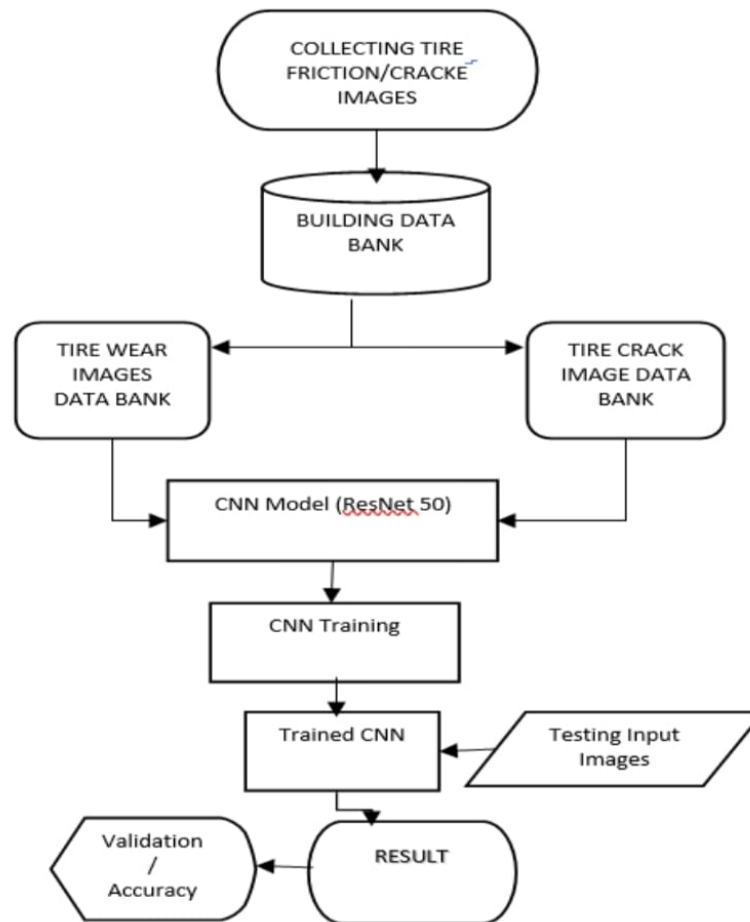 COLLECTING TIRE
FRICTION/CRACKE
IMAGES
BUILDING DATA
BANK
TIRE WEAR
IMAGES
DATA BANK
TIRE CRACK
IMAGE DATA
BANK
CNN Model (ResNet 50)
CNN Training
Trained CNN
Testing Input
Images
RESULT
Validation
/
Accuracy